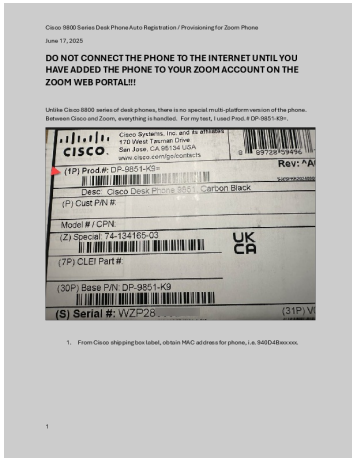 Cisco 9800 Series Desk Phone Auto Registration / Provisioning for Zoom Phone
June 17, 2025
DO NOT CONNECT THE PHONE TO THE INTERNET UNTIL YOU
HAVE ADDED THE PHONE TO YOUR ZOOM ACCOUNT ON THE
ZOOM WEB PORTAL!!!
Unlike Cisco 8800 series of desk phones, there is no special multi-platform version of the phone.
Between Cisco and Zoom, everything is handled. For my test, I used Prod. # DP-9851-K9=.
CISCO
Cisco Systems, Inc. and its affiliates
170 West Tasman Drive
San Jose, CA 95134 USA
www.cisco.com/go/contacts
8 89728 59496
(1P) Prod.#: DP-9851-K9=
Rev: ^A
Desc: Cisco Desk Phone 9851, Carbon Black
(P) Cust P/N #:
Model # / CPN:
(Z) Special: 74-134165-03
UK
CA
(7P) CLEI Part #:
(30P) Base P/N: DP-9851-K9
(S) Serial #: WZP28
(31P)
1. From Cisco shipping box label, obtain MAC address for phone, i.e. 940D4Bxxxxxx.
1